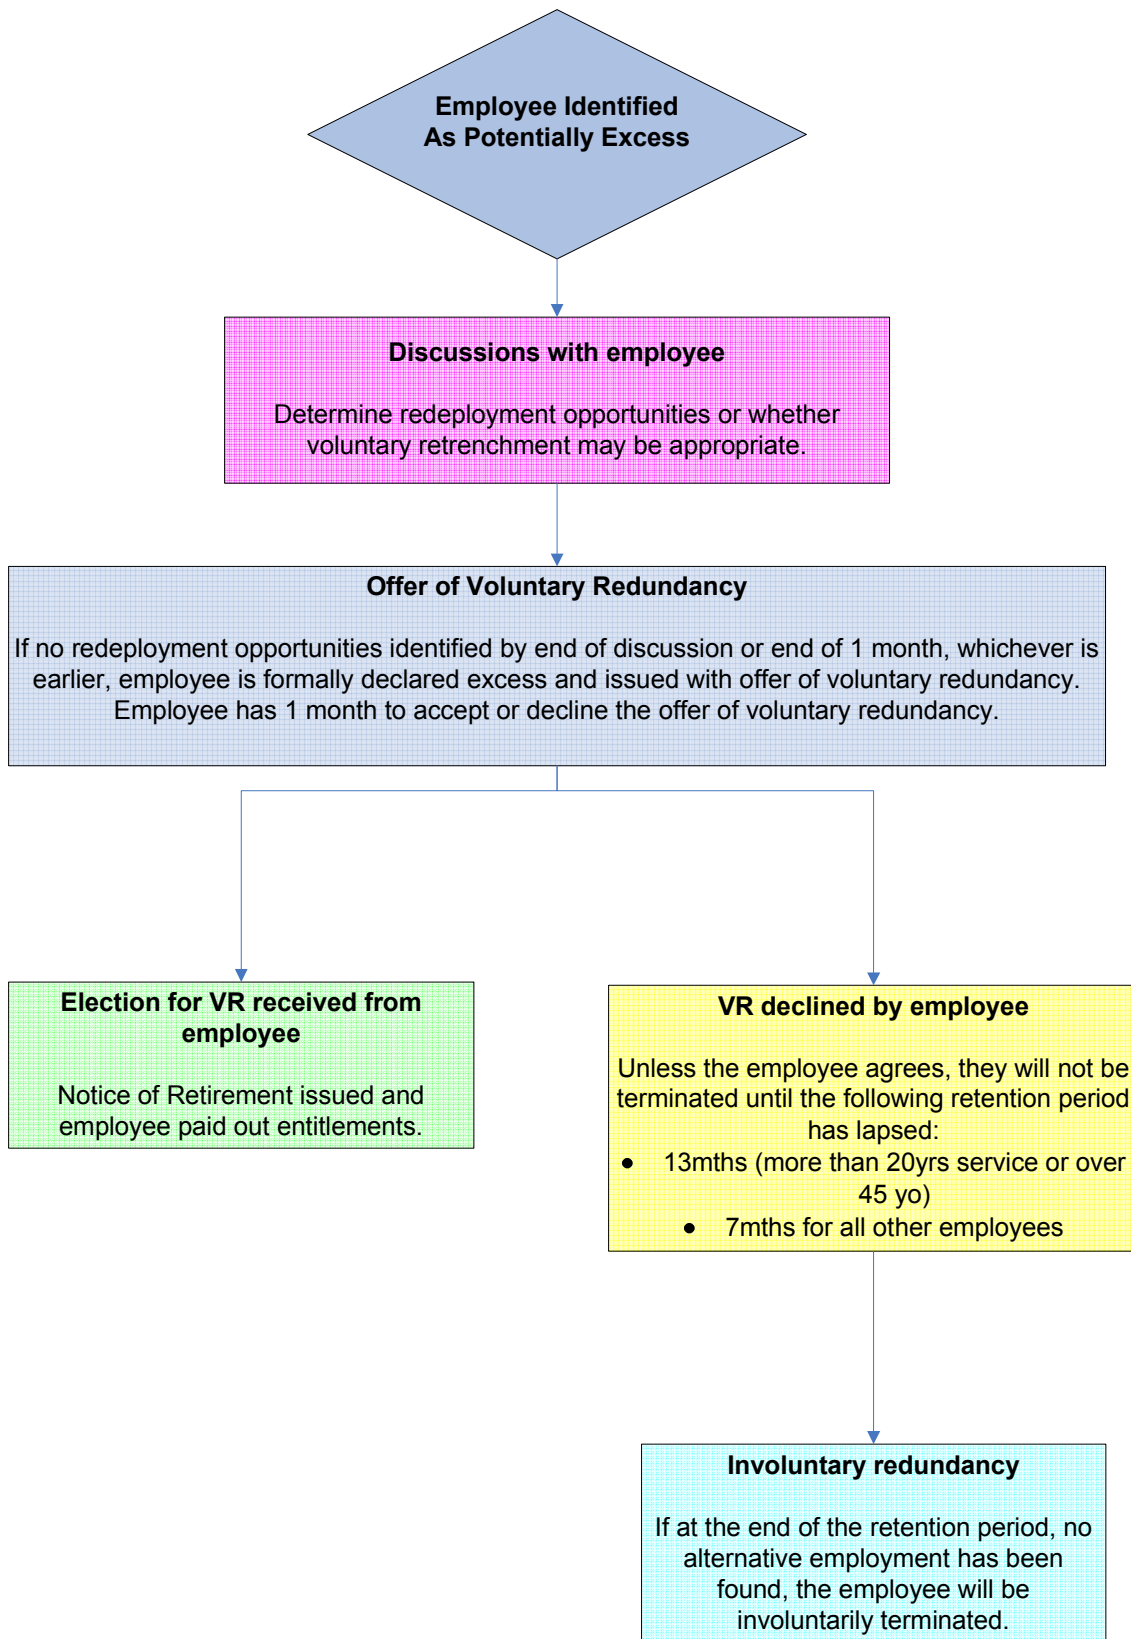 Employee Identified
As Potentially Excess
Discussions with employee
Determine redeployment opportunities or whether
voluntary retrenchment may be appropriate.
Offer of Voluntary Redundancy
If no redeployment opportunities identified by end of discussion or end of 1 month, whichever is
earlier, employee is formally declared excess and issued with offer of voluntary redundancy.
Employee has 1 month to accept or decline the offer of voluntary redundancy.
Election for VR received from
employee
Notice of Retirement issued and
employee paid out entitlements.
VR declined by employee
Unless the employee agrees, they will not be
terminated until the following retention period
has lapsed:
● 13mths (more than 20yrs service or over
45 yo)
● 7mths for all other employees
Involuntary redundancy
If at the end of the retention period, no
alternative employment has been
found, the employee will be
involuntarily terminated.